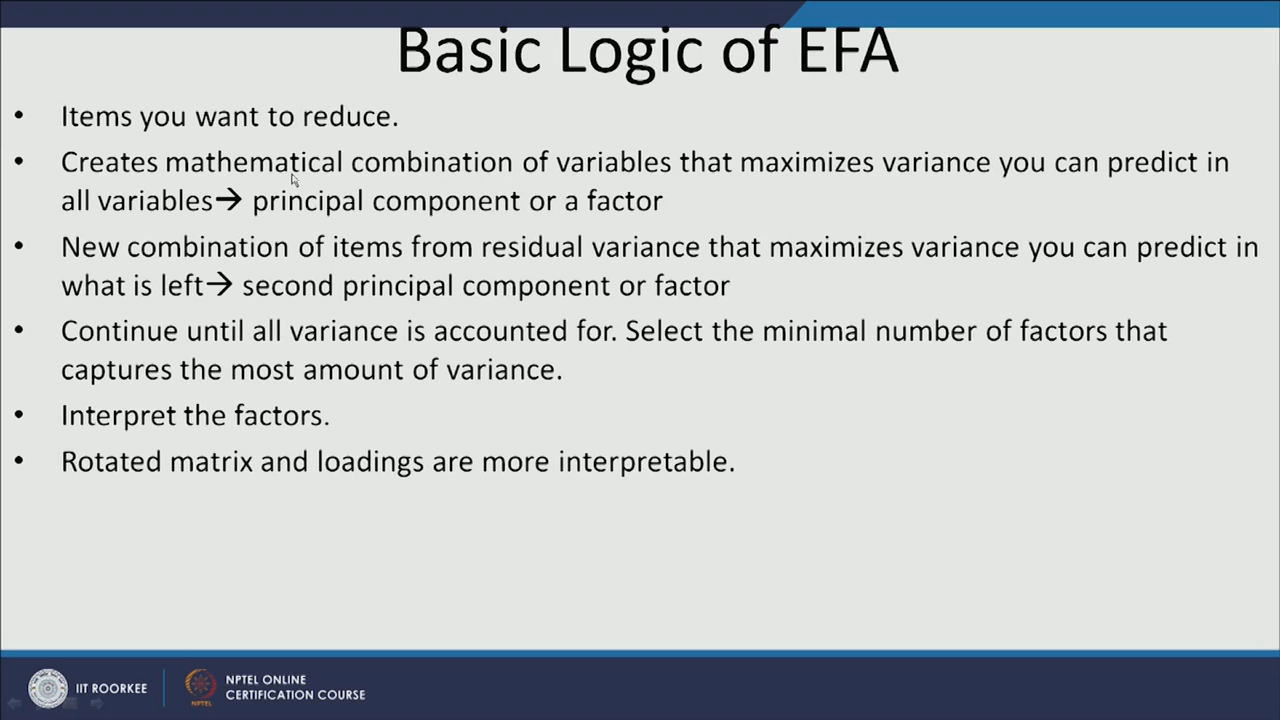 Basic Logic of EFA
• Items you want to reduce.
• Creates mathematical combination of variables that maximizes variance you can predict in
all variables→ principal component or a factor
• New combination of items from residual variance that maximizes variance you can predict in
what is left→ second principal component or factor
• Continue until all variance is accounted for. Select the minimal number of factors that
captures the most amount of variance.
• Interpret the factors.
• Rotated matrix and loadings are more interpretable.
IIT ROORKEE
NPTEL ONLINE
CERTIFICATION COURSE
NPTEL